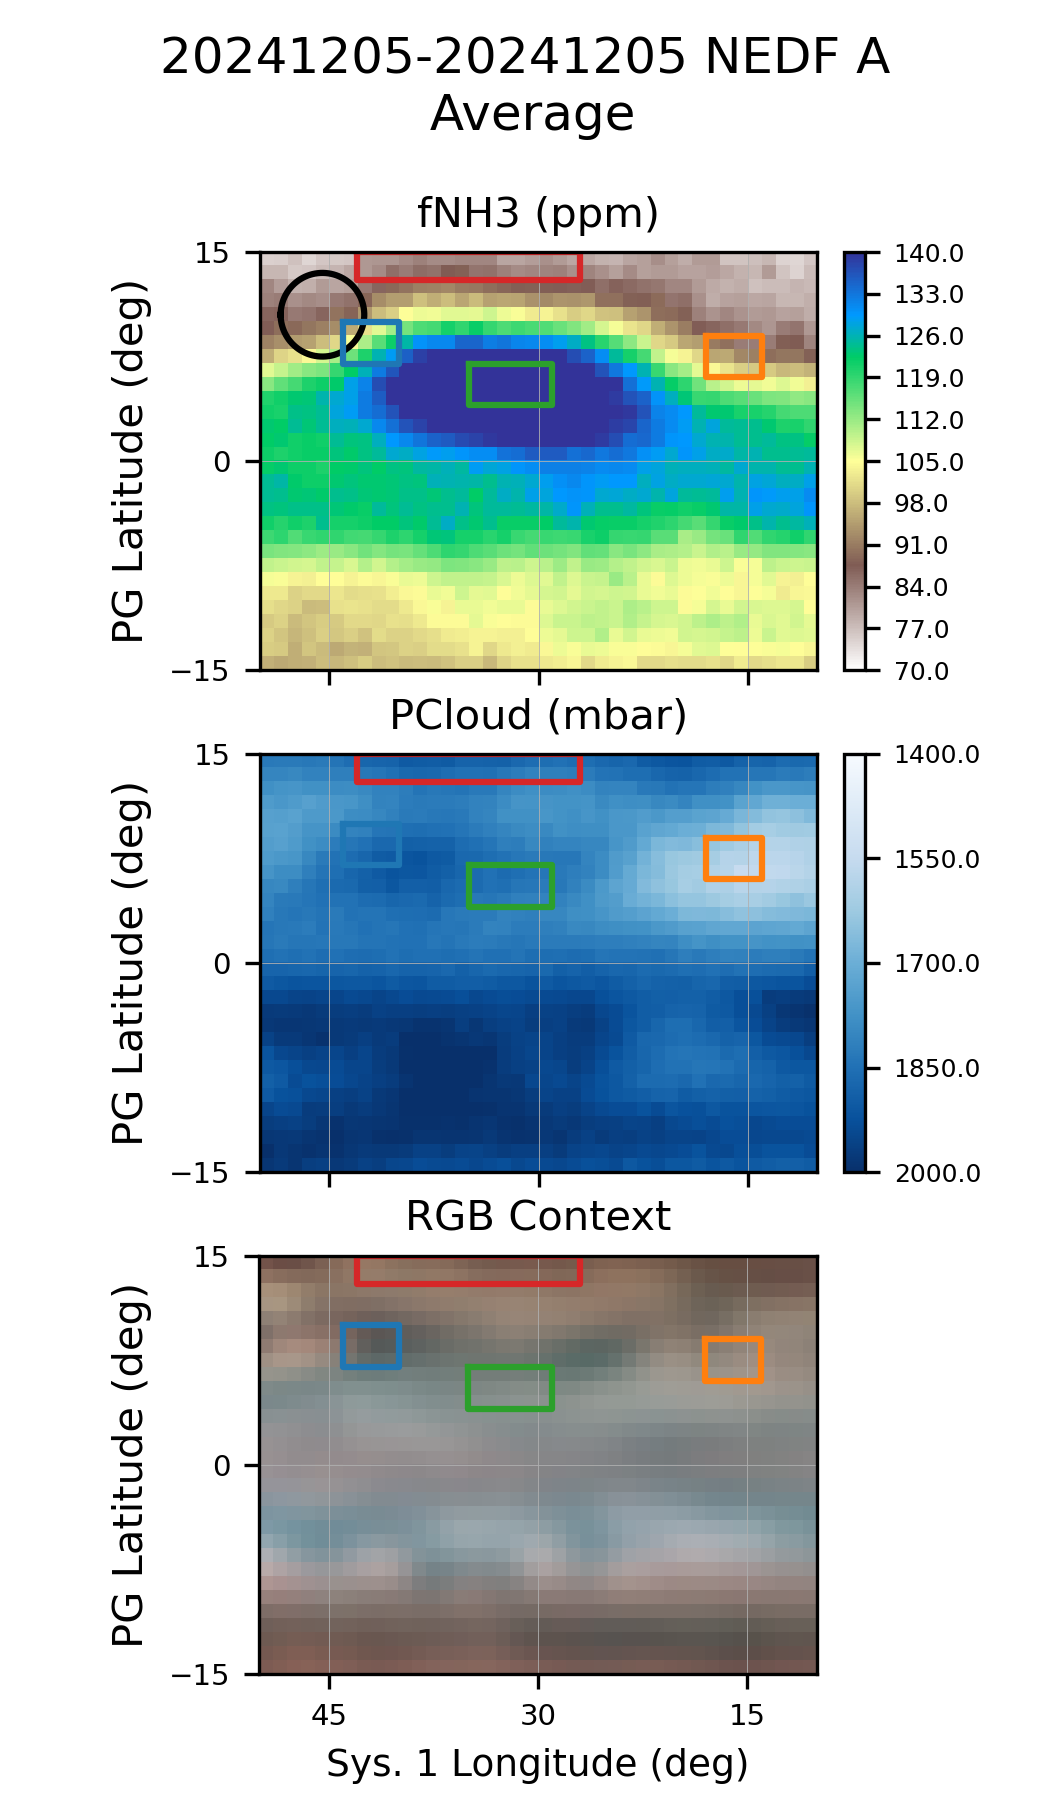 20241205-20241205 NEDF A
Average
fNH3 (ppm)
PG Latitude (deg)
15
0
−15
140.0
133.0
126.0
119.0
112.0
105.0
98.0
91.0
84.0
77.0
70.0
PCloud (mbar)
PG Latitude (deg)
15
0
−15
1400.0
1550.0
1700.0
1850.0
2000.0
RGB Context
PG Latitude (deg)
15
0
−15
45 30 15
Sys. 1 Longitude (deg)